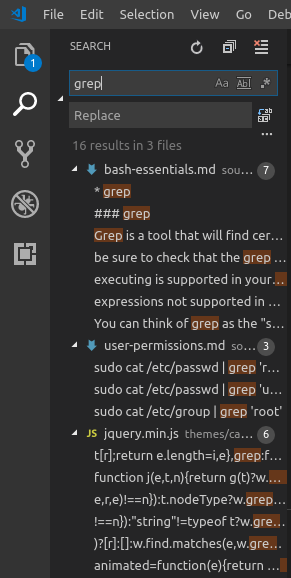 File Edit Selection View Go Deb
SEARCH
1
grep
Aa Abl .*
Replace
...
16 results in 3 files
bash-essentials.md sou... 7
* grep
### grep
Grep is a tool that will find cer...
be sure to check that the grep ...
executing is supported in your...
expressions not supported in ...
You can think of grep as the "s...
user-permissions.md so... 3
sudo cat /etc/passwd | grep 'r...
sudo cat /etc/passwd | grep 'u...
sudo cat /etc/group | grep 'root'
JS jquery.min.js themes/ca... 6
t[r];return e.length=i,e},grep:f...
function j(e,t,n){return g(t)?w....
e,r,e)!==n}):t.nodeType?w.grep...
!==n}):"string"!=typeof t?w.gre...
)?[r]:[]:w.find.matches(e,w.gre...
animated=function(e){return ...